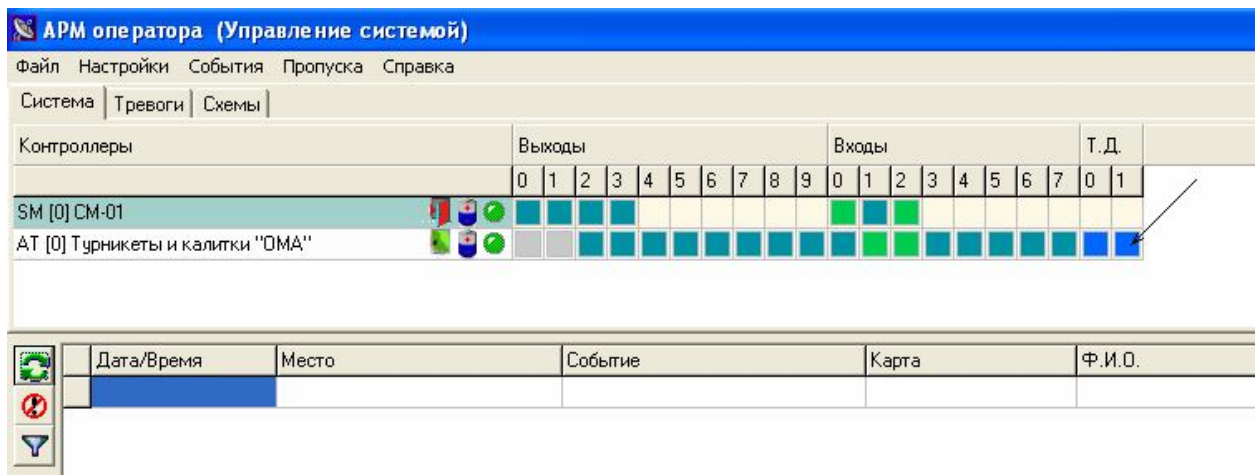 АРМ оператора (Управление системой)
Файл Настройки События Пропуска Справка
Система Тревоги Схемы
Контроллеры Выходы Входы Т.Д.
0 1 2 3 4 5 6 7 8 9 0 1 2 3 4 5 6 7 0 1
SM [0] СМ-01
АТ [0] Турникеты и калитки "ОМА"
Дата/Время Место Событие Карта Ф.И.О.